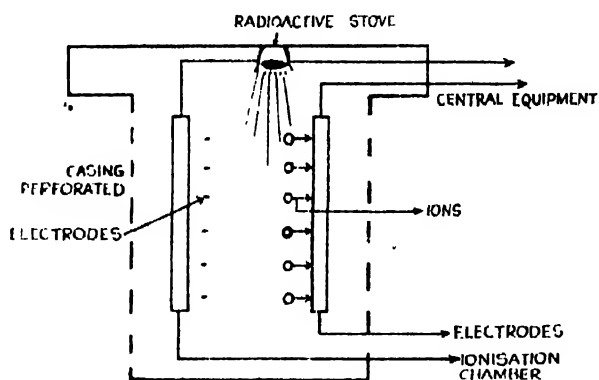 RADIOACTIVE STOVE
CENTRAL EQUIPMENT
CASING
PERFORATED
ELECTRODES
IONS
ELECTRODES
IONISATION
CHAMBER